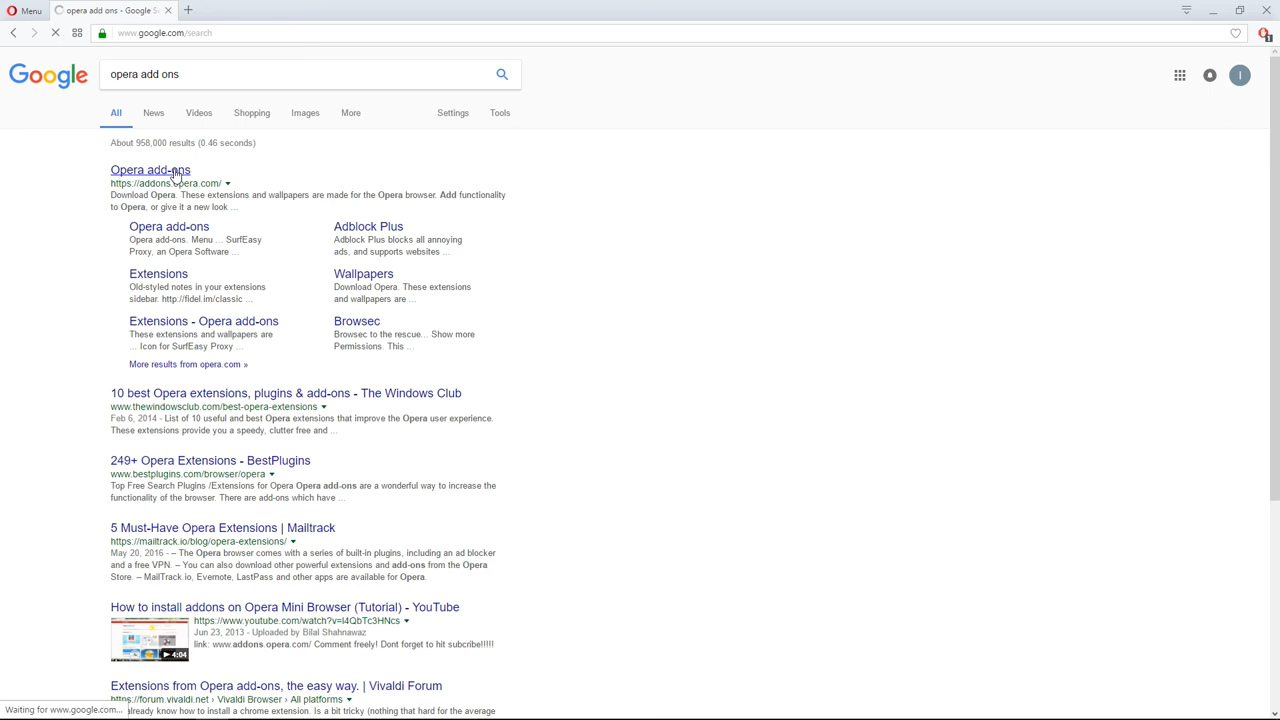 Menu
opera add ons - Google S
www.google.com/search
1
Google
opera add ons
I
All News Videos Shopping Images More Settings Tools
About 958,000 results (0.46 seconds)
Opera add-ons
https://addons.opera.com/
Download Opera. These extensions and wallpapers are made for the Opera browser. Add functionality
to Opera, or give it a new look ...
Opera add-ons
Opera add-ons. Menu ... SurfEasy
Proxy, an Opera Software ...
Adblock Plus
Adblock Plus blocks all annoying
ads, and supports websites ...
Extensions
Old-styled notes in your extensions
sidebar. http://fidel.im/classic ...
Wallpapers
Download Opera. These extensions
and wallpapers are ...
Extensions - Opera add-ons
These extensions and wallpapers are
... Icon for SurfEasy Proxy ...
Browsec
Browsec to the rescue... Show more
Permissions. This ...
More results from opera.com »
10 best Opera extensions, plugins & add-ons - The Windows Club
www.thewindowsclub.com/best-opera-extensions
Feb 6, 2014 - List of 10 useful and best Opera extensions that improve the Opera user experience.
These extensions provide you a speedy, clutter free and ...
249+ Opera Extensions - BestPlugins
www.bestplugins.com/browser/opera
Top Free Search Plugins /Extensions for Opera Opera add-ons are a wonderful way to increase the
functionality of the browser. There are add-ons which have ...
5 Must-Have Opera Extensions | Mailtrack
https://mailtrack.io/blog/opera-extensions/
May 20, 2016 - – The Opera browser comes with a series of built-in plugins, including an ad blocker
and a free VPN. – You can also download other powerful extensions and add-ons from the Opera
Store. – MailTrack.io, Evernote, LastPass and other apps are available for Opera.
How to install addons on Opera Mini Browser (Tutorial) - YouTube
https://www.youtube.com/watch?v=I4QbTc3HNcs
Jun 23, 2013 - Uploaded by Bilal Shahnawaz
link: www.addons.opera.com/ Comment freely! Dont forget to hit subcribe!!!!!
4:04
Extensions from Opera add-ons, the easy way. | Vivaldi Forum
https://forum.vivaldi.net › Vivaldi Browser › All platforms
already know how to install a chrome extension. Is a bit tricky (nothing that hard for the average
Waiting for www.google.com...